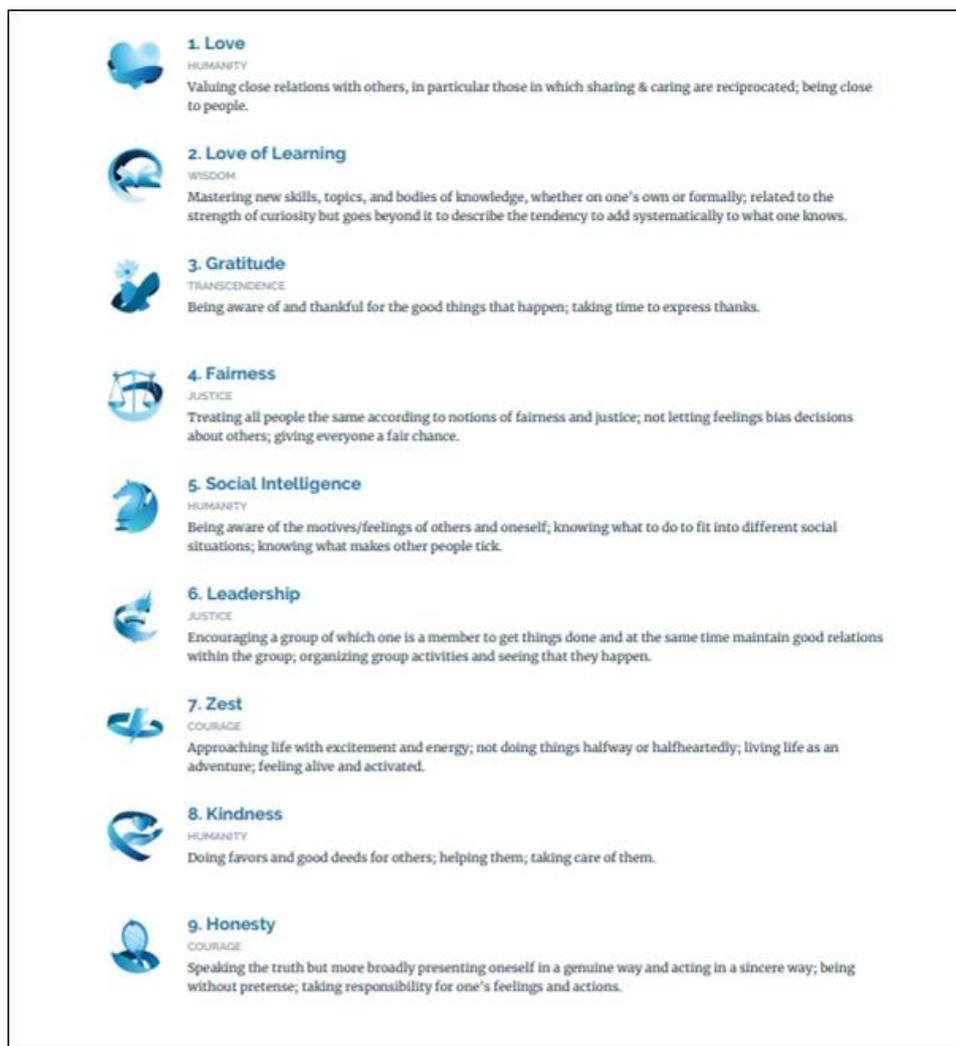 1. Love
HUMANITY
Valuing close relations with others, in particular those in which sharing & caring are reciprocated; being close
to people.
2. Love of Learning
WISDOM
Mastering new skills, topics, and bodies of knowledge, whether on one's own or formally; related to the
strength of curiosity but goes beyond it to describe the tendency to add systematically to what one knows.
3. Gratitude
TRANSCENDENCE
Being aware of and thankful for the good things that happen; taking time to express thanks.
4. Fairness
JUSTICE
Treating all people the same according to notions of fairness and justice; not letting feelings bias decisions
about others; giving everyone a fair chance.
5. Social Intelligence
HUMANITY
Being aware of the motives/feelings of others and oneself; knowing what to do to fit into different social
situations; knowing what makes other people tick.
6. Leadership
JUSTICE
Encouraging a group of which one is a member to get things done and at the same time maintain good relations
within the group; organizing group activities and seeing that they happen.
7. Zest
COURAGE
Approaching life with excitement and energy; not doing things halfway or halfheartedly; living life as an
adventure; feeling alive and activated.
8. Kindness
HUMANITY
Doing favors and good deeds for others; helping them; taking care of them.
9. Honesty
COURAGE
Speaking the truth but more broadly presenting oneself in a genuine way and acting in a sincere way; being
without pretense; taking responsibility for one's feelings and actions.